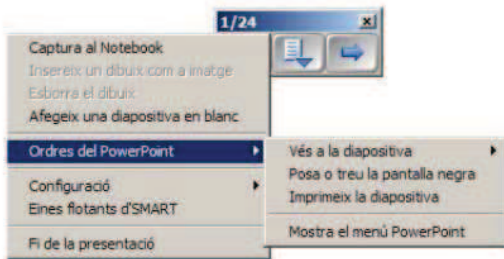 1/24
Captura al Notebook
Insereix un dibuix com a imatge
Esborra el dibuix
Afegeix una diapositiva en blanc
Ordres del PowerPoint
Configuració
Eines flotants d'SMART
Fi de la presentació
Vés a la diapositiva
Posa o treu la pantalla negra
Imprimeix la diapositiva
Mostra el menú PowerPoint